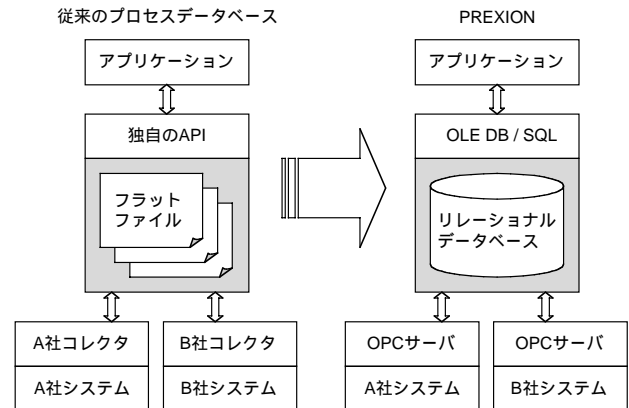 従来のプロセスデータベース
アプリケーション
独自のAPI
フラット
ファイル
A社コレクタ
B社コレクタ
A社システム
B社システム
PREXION
アプリケーション
OLE DB / SQL
リレーショナル
データベース
OPCサーバ
OPCサーバ
A社システム
B社システム